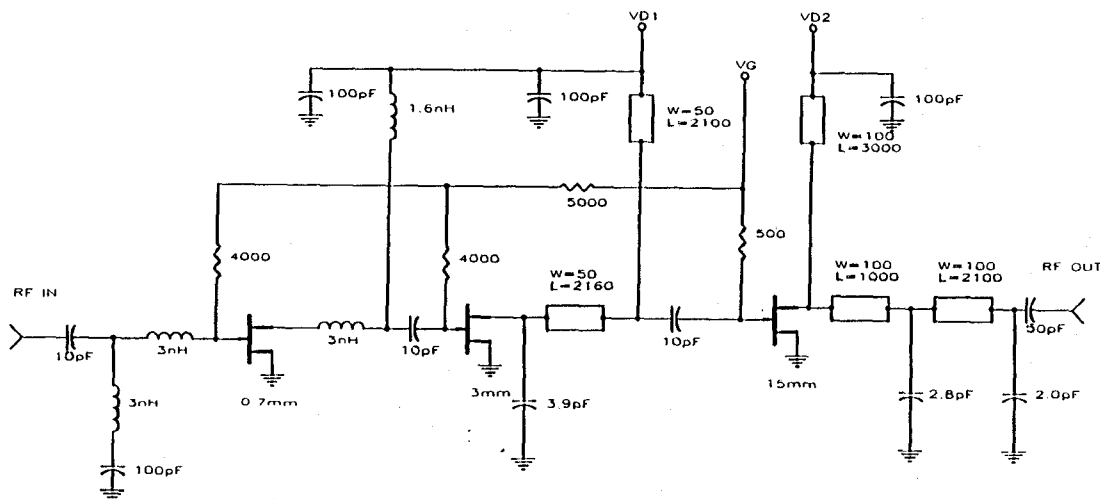 VD1
VD2
VG
100pF
1.6nH
100pF
W=50
L=2100
100pF
W=100
L=3000
5000
4000
4000
500
W=50
L=2160
W=100
L=1000
W=100
L=2100
RF IN
RF OUT
10pF
3nH
3nH
10pF
10pF
50pF
0.7mm
3mm
15mm
3nH
3.9pF
2.8pF
2.0pF
100pF